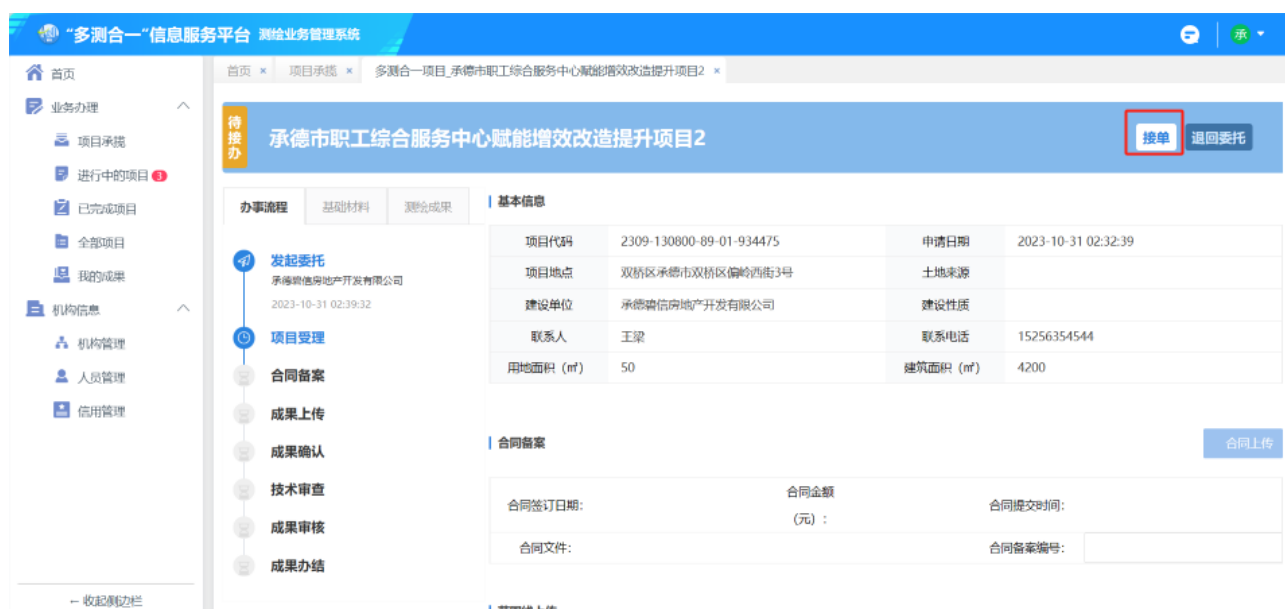 “多测合一”信息服务平台 测绘业务管理系统
承
首页
业务办理
项目承揽
进行中的项目 3
已完成项目
全部项目
我的成果
机构信息
机构管理
人员管理
信用管理
← 收起侧边栏
首页 × 项目承揽 × 多测合一项目_承德市职工综合服务中心赋能增效改造提升项目2 ×
待接办
承德市职工综合服务中心赋能增效改造提升项目2
接单 退回委托
办事流程 基础材料 测绘成果
发起委托
承德碧信房地产开发有限公司
2023-10-31 02:39:32
项目受理
合同备案
成果上传
成果确认
技术审查
成果审核
成果办结
基本信息
项目代码 2309-130800-89-01-934475 申请日期 2023-10-31 02:32:39
项目地点 双桥区承德市双桥区偏岭西街3号 土地来源
建设单位 承德碧信房地产开发有限公司 建设性质
联系人 王梁 联系电话 15256354544
用地面积（㎡） 50 建筑面积（㎡） 4200
合同备案 合同上传
合同签订日期: 合同金额（元）: 合同提交时间:
合同文件: 合同备案编号: